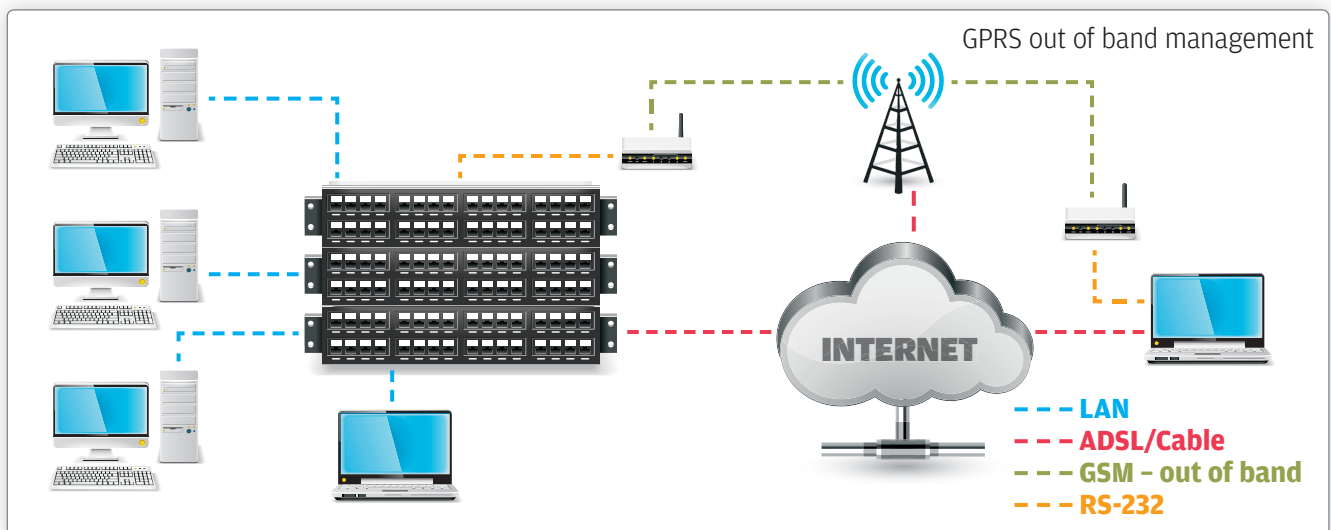 GPRS out of band management
INTERNET
LAN
ADSL/Cable
GSM – out of band
RS-232